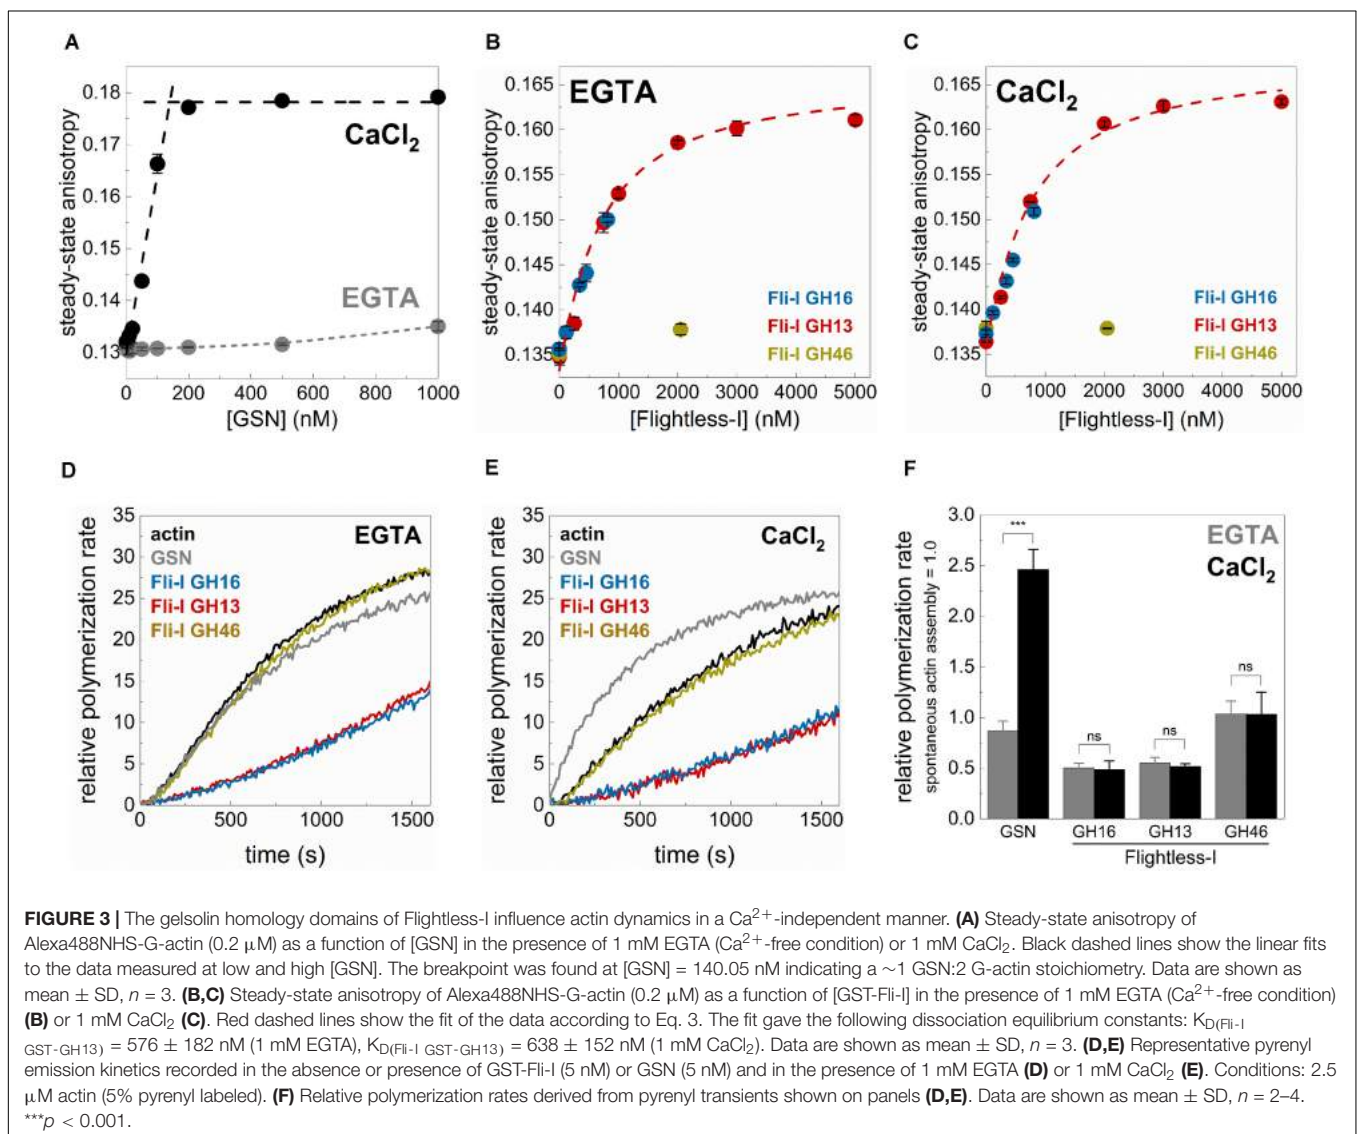 A
B
C
0.18
0.17
0.16
0.15
0.14
0.13
steady-state anisotropy
CaCl2
EGTA
0 200 400 600 800 1000
[GSN] (nM)
0.165
0.160
0.155
0.150
0.145
0.140
0.135
steady-state anisotropy
EGTA
Fli-I GH16
Fli-I GH13
Fli-I GH46
0 1000 2000 3000 4000 5000
[Flightless-I] (nM)
0.165
0.160
0.155
0.150
0.145
0.140
0.135
steady-state anisotropy
CaCl2
Fli-I GH16
Fli-I GH13
Fli-I GH46
0 1000 2000 3000 4000 5000
[Flightless-I] (nM)
D
E
F
35
30
25
20
15
10
5
0
relative polymerization rate
actin
GSN
Fli-I GH16
Fli-I GH13
Fli-I GH46
EGTA
0 500 1000 1500
time (s)
35
30
25
20
15
10
5
0
relative polymerization rate
actin
GSN
Fli-I GH16
Fli-I GH13
Fli-I GH46
CaCl2
0 500 1000 1500
time (s)
3.0
2.5
2.0
1.5
1.0
0.5
0.0
relative polymerization rate
spontaneous actin assembly = 1.0
EGTA
CaCl2
***
ns
ns
ns
GSN GH16 GH13 GH46
Flightless-I
FIGURE 3 | The gelsolin homology domains of Flightless-I influence actin dynamics in a Ca2+-independent manner. (A) Steady-state anisotropy of
Alexa488NHS-G-actin (0.2 μM) as a function of [GSN] in the presence of 1 mM EGTA (Ca2+-free condition) or 1 mM CaCl2. Black dashed lines show the linear fits
to the data measured at low and high [GSN]. The breakpoint was found at [GSN] = 140.05 nM indicating a ∼1 GSN:2 G-actin stoichiometry. Data are shown as
mean ± SD, n = 3. (B,C) Steady-state anisotropy of Alexa488NHS-G-actin (0.2 μM) as a function of [GST-Fli-I] in the presence of 1 mM EGTA (Ca2+-free condition)
(B) or 1 mM CaCl2 (C). Red dashed lines show the fit of the data according to Eq. 3. The fit gave the following dissociation equilibrium constants: KD(Fli-I
GST-GH13) = 576 ± 182 nM (1 mM EGTA), KD(Fli-I GST-GH13) = 638 ± 152 nM (1 mM CaCl2). Data are shown as mean ± SD, n = 3. (D,E) Representative pyrenyl
emission kinetics recorded in the absence or presence of GST-Fli-I (5 nM) or GSN (5 nM) and in the presence of 1 mM EGTA (D) or 1 mM CaCl2 (E). Conditions: 2.5
μM actin (5% pyrenyl labeled). (F) Relative polymerization rates derived from pyrenyl transients shown on panels (D,E). Data are shown as mean ± SD, n = 2–4.
***p < 0.001.